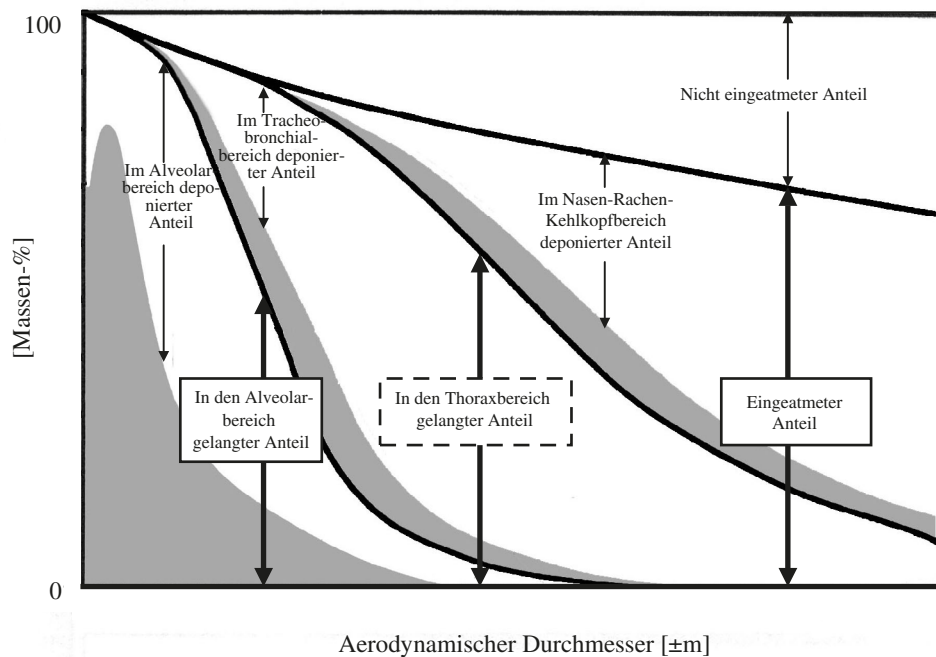 100
Nicht eingeatmeter Anteil
Im Tracheo-
bronchial-
bereich deponier-
ter Anteil
Im Alveolar-
bereich depo-
nierter
Anteil
Im Nasen-Rachen-
Kehlkopfbereich
deponierter Anteil
[Massen-%]
In den Alveolar-
bereich
gelangter Anteil
In den Thoraxbereich
gelangter Anteil
Eingeatmeter
Anteil
0
Aerodynamischer Durchmesser [±m]